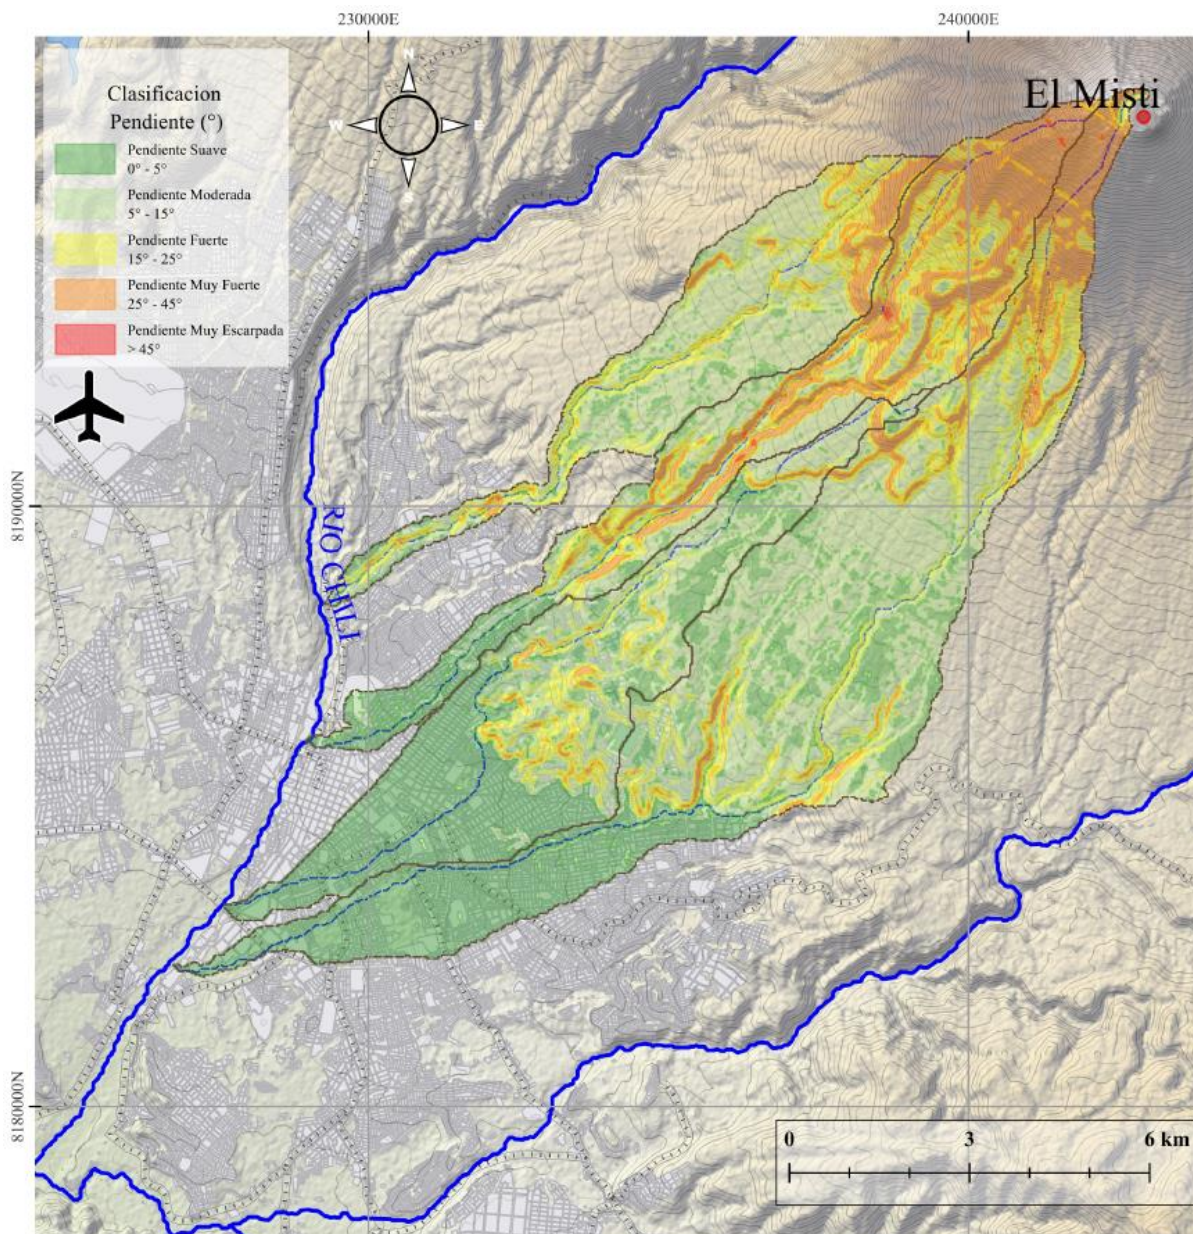 230000E
240000E
Clasificacion
Pendiente (°)
Pendiente Suave
0° - 5°
Pendiente Moderada
5° - 15°
Pendiente Fuerte
15° - 25°
Pendiente Muy Fuerte
25° - 45°
Pendiente Muy Escarpada
> 45°
N
W
E
S
El Misti
8190000N
RIO CHILI
8180000N
0
3
6 km